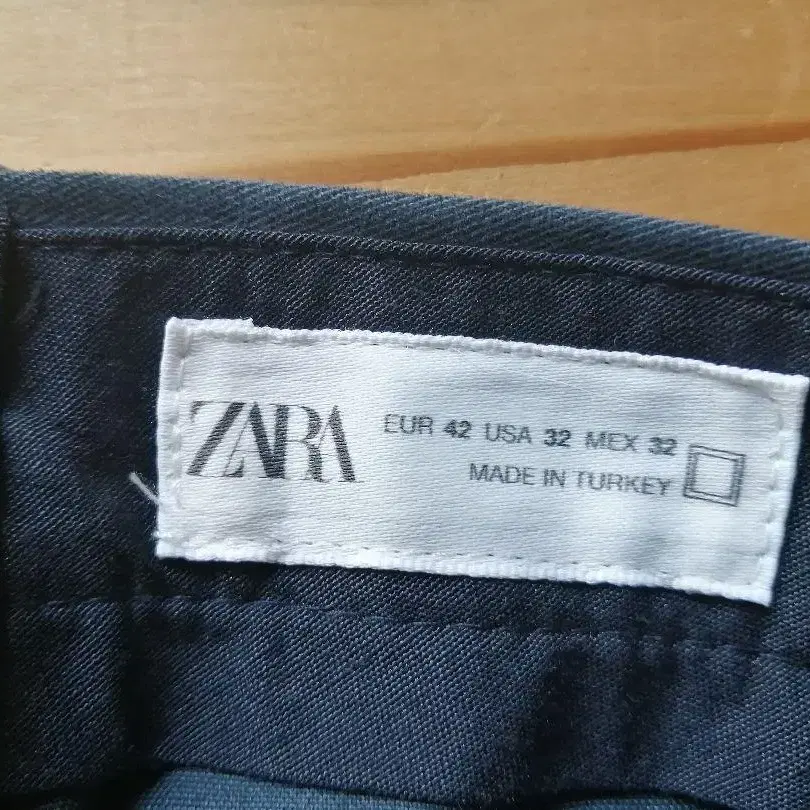 ZARA
EUR 42 USA 32 MEX 32
MADE IN TURKEY